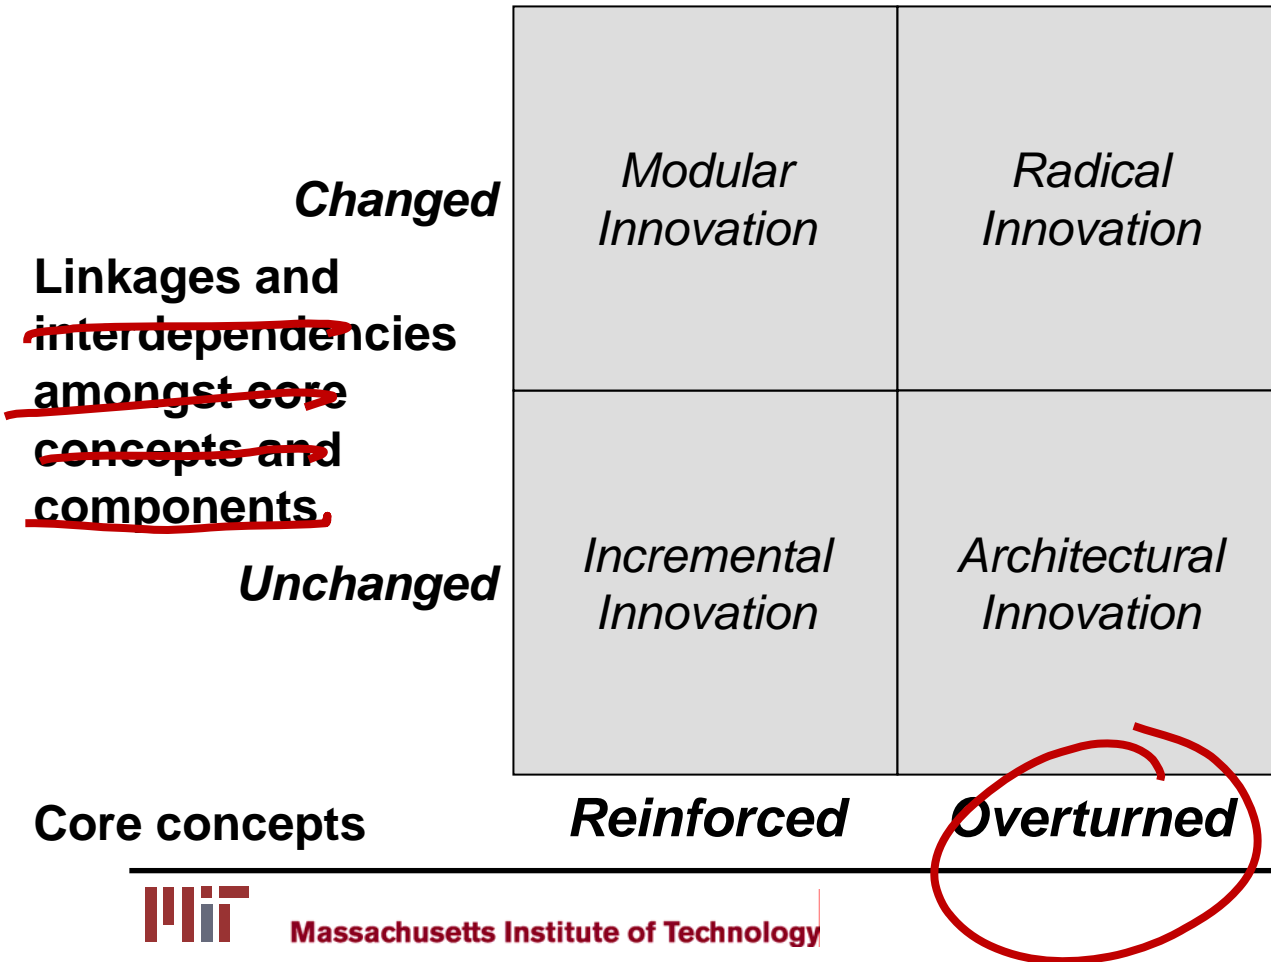 Changed
Modular
Innovation
Radical
Innovation
Linkages and
interdependencies
amongst core
concepts and
components
Unchanged
Incremental
Innovation
Architectural
Innovation
Core concepts
Reinforced
Overturned
MIT
Massachusetts Institute of Technology